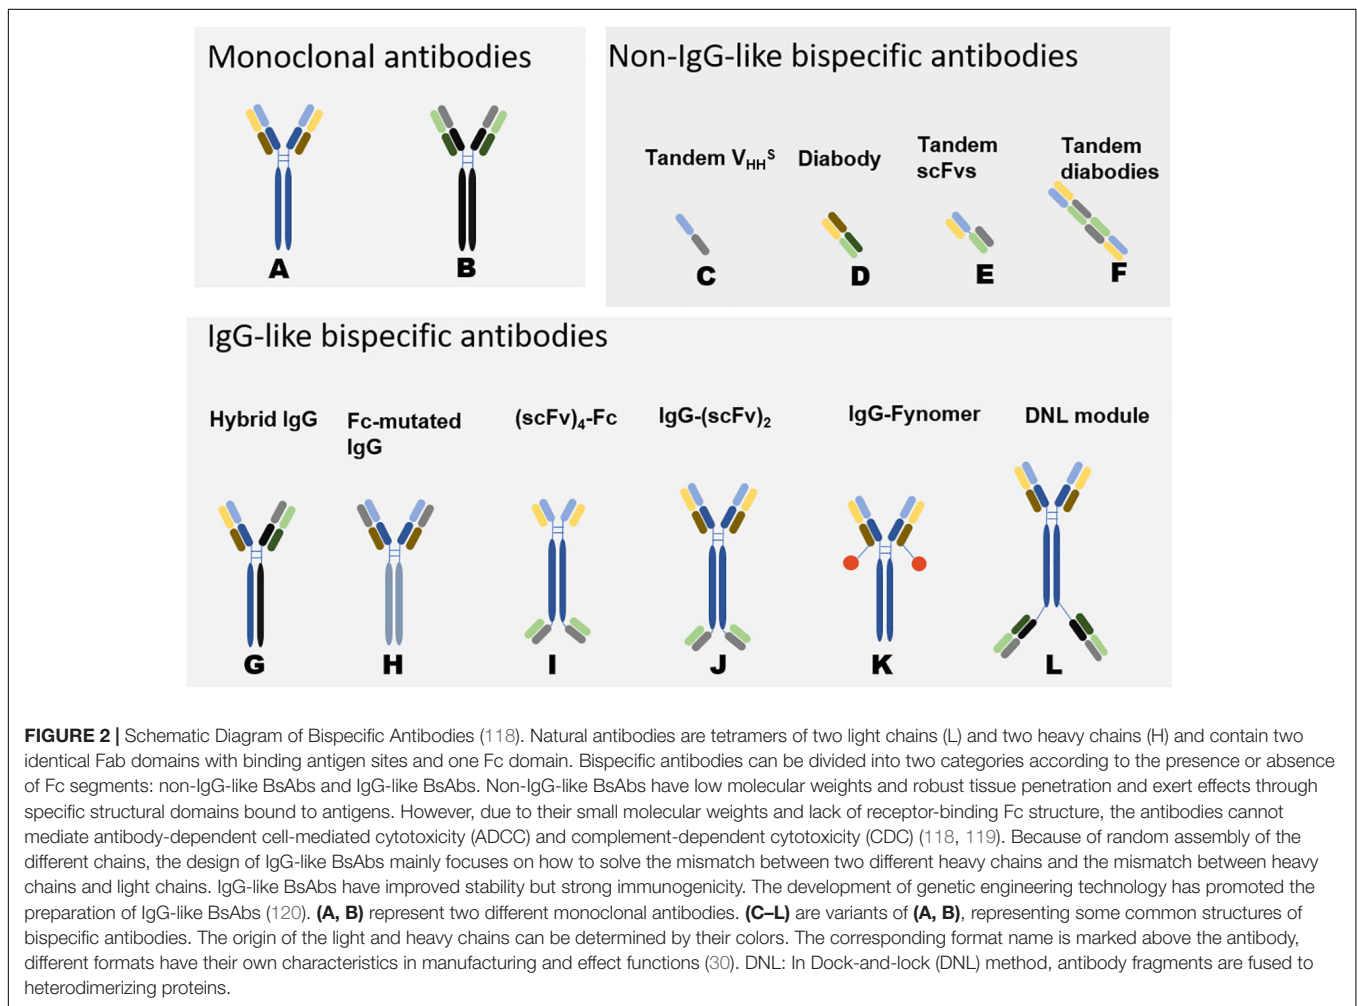 Monoclonal antibodies
A
B
Non-IgG-like bispecific antibodies
Tandem VHHS
Diabody
Tandem
scFvs
Tandem
diabodies
C
D
E
F
IgG-like bispecific antibodies
Hybrid IgG
Fc-mutated
IgG
(scFv)4-Fc
IgG-(scFv)2
IgG-Fynomer
DNL module
G
H
I
J
K
L
FIGURE 2 | Schematic Diagram of Bispecific Antibodies (118). Natural antibodies are tetramers of two light chains (L) and two heavy chains (H) and contain two
identical Fab domains with binding antigen sites and one Fc domain. Bispecific antibodies can be divided into two categories according to the presence or absence
of Fc segments: non-IgG-like BsAbs and IgG-like BsAbs. Non-IgG-like BsAbs have low molecular weights and robust tissue penetration and exert effects through
specific structural domains bound to antigens. However, due to their small molecular weights and lack of receptor-binding Fc structure, the antibodies cannot
mediate antibody-dependent cell-mediated cytotoxicity (ADCC) and complement-dependent cytotoxicity (CDC) (118, 119). Because of random assembly of the
different chains, the design of IgG-like BsAbs mainly focuses on how to solve the mismatch between two different heavy chains and the mismatch between heavy
chains and light chains. IgG-like BsAbs have improved stability but strong immunogenicity. The development of genetic engineering technology has promoted the
preparation of IgG-like BsAbs (120). (A, B) represent two different monoclonal antibodies. (C–L) are variants of (A, B), representing some common structures of
bispecific antibodies. The origin of the light and heavy chains can be determined by their colors. The corresponding format name is marked above the antibody,
different formats have their own characteristics in manufacturing and effect functions (30). DNL: In Dock-and-lock (DNL) method, antibody fragments are fused to
heterodimerizing proteins.